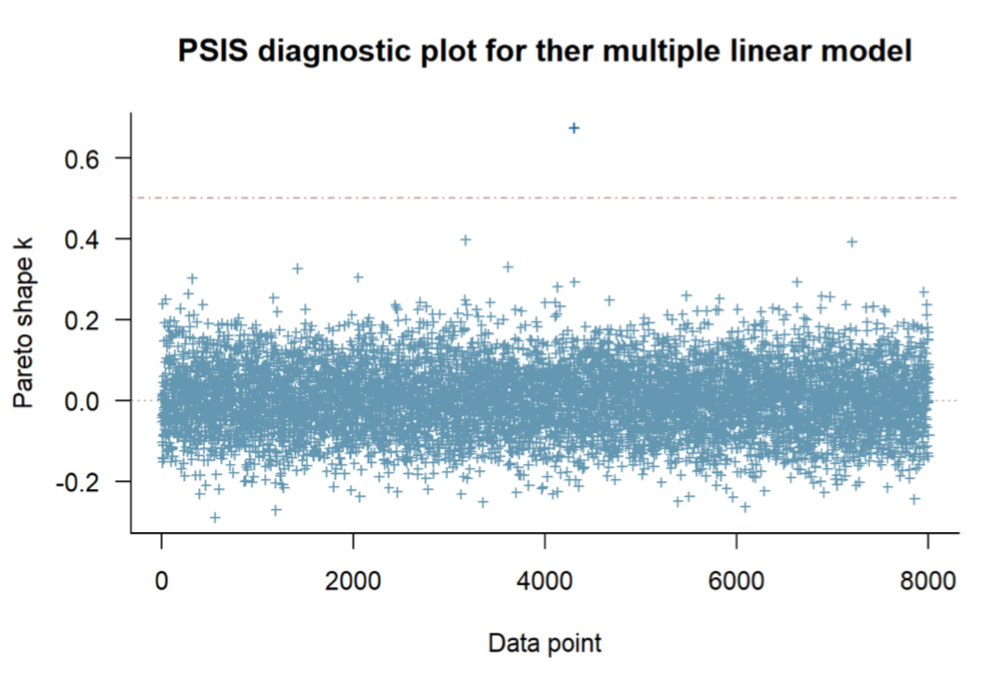 PSIS diagnostic plot for ther multiple linear model
Pareto shape k
0.6
0.4
0.2
0.0
-0.2
0 2000 4000 6000 8000
Data point